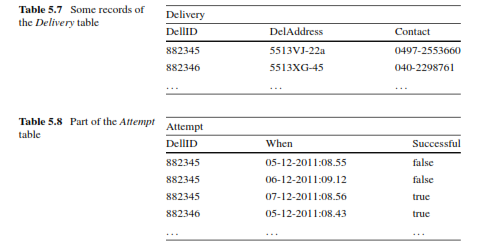 Table 5.7 Some records of
the Delivery table
Delivery
DellID DelAddress Contact
882345 5513VJ-22a 0497-2553660
882346 5513XG-45 040-2298761
... ... ...
Table 5.8 Part of the Attempt
table
Attempt
DellID When Successful
882345 05-12-2011:08.55 false
882345 06-12-2011:09.12 false
882345 07-12-2011:08.56 true
882346 05-12-2011:08.43 true
... ... ...